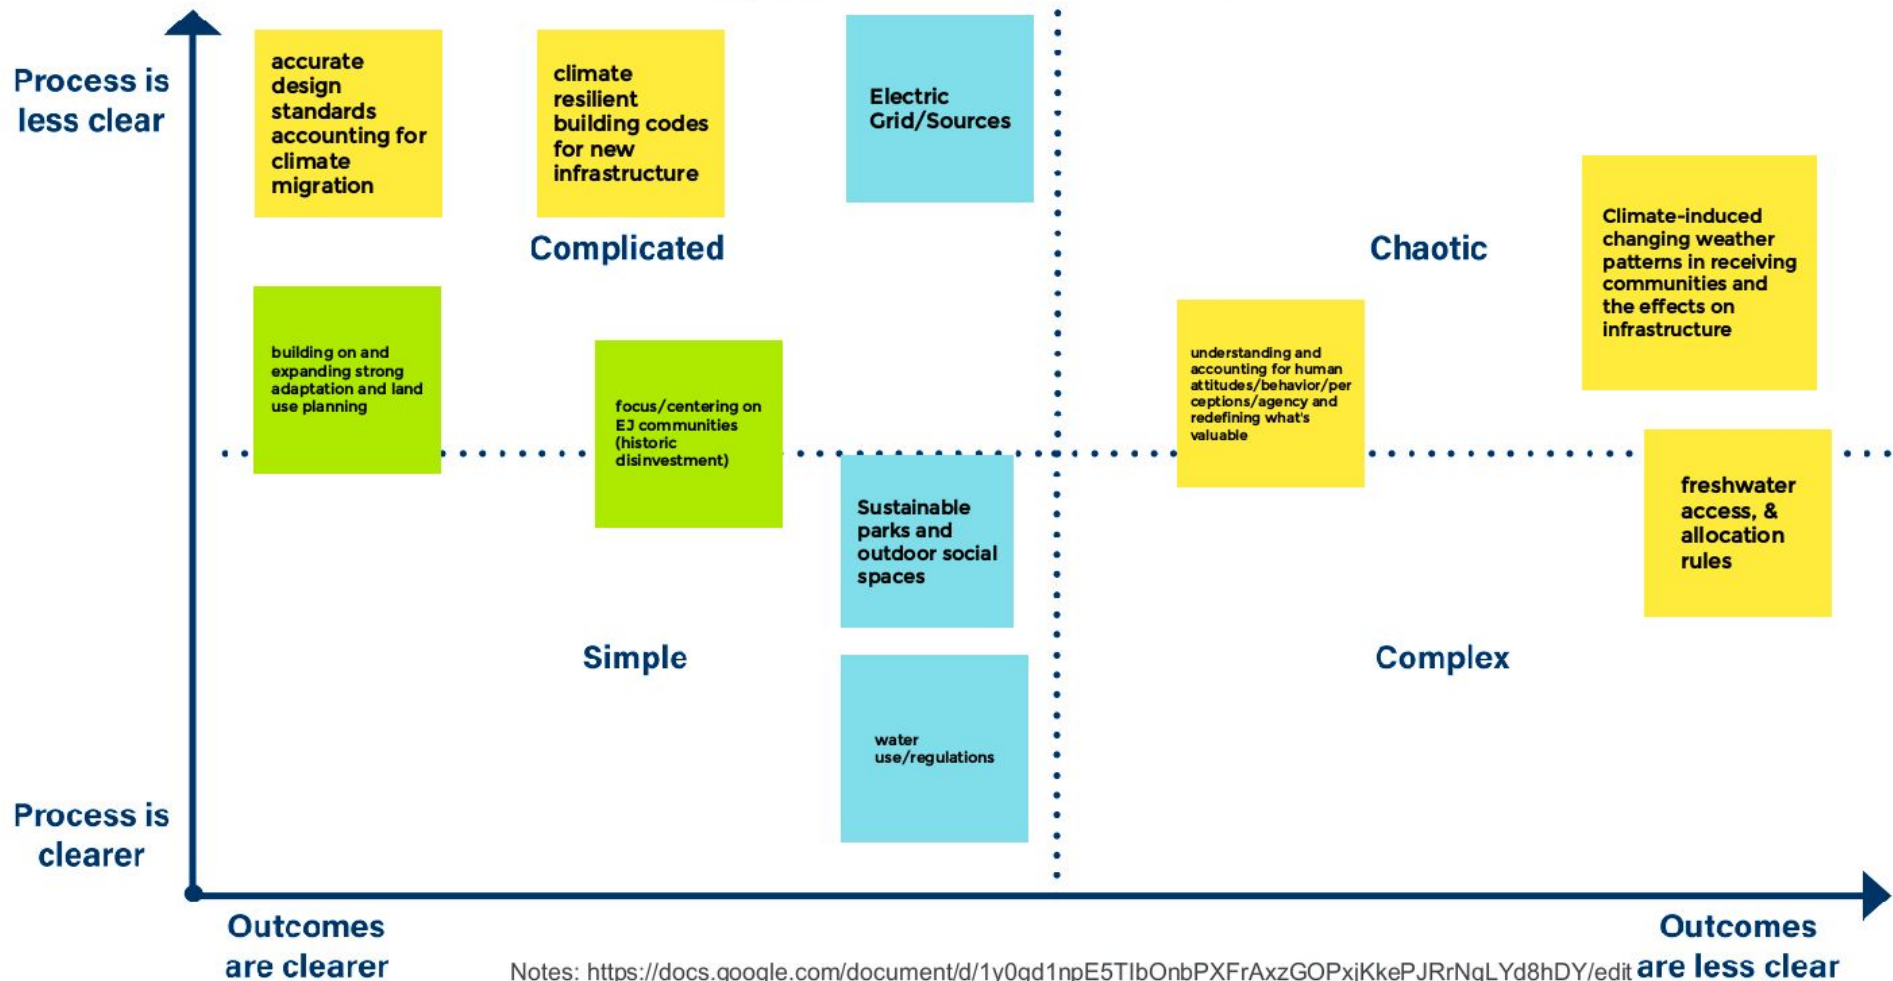 Process is
less clear
accurate
design
standards
accounting for
climate
migration
climate
resilient
building codes
for new
infrastructure
Electric
Grid/Sources
Complicated
Chaotic
Climate-induced
changing weather
patterns in receiving
communities and
the effects on
infrastructure
building on and
expanding strong
adaptation and land
use planning
focus/centering on
EJ communities
(historic
disinvestment)
understanding and
accounting for human
attitudes/behavior/per
ceptions/agency and
redefining what's
valuable
Sustainable
parks and
outdoor social
spaces
freshwater
access, &
allocation
rules
Simple
Complex
water
use/regulations
Process is
clearer
Outcomes
are clearer
Notes: https://docs.google.com/document/d/1y0gd1npE5TIbOnbPXFrAxzGOPxjKkePJRrNgLYd8hDY/edit
Outcomes
are less clear